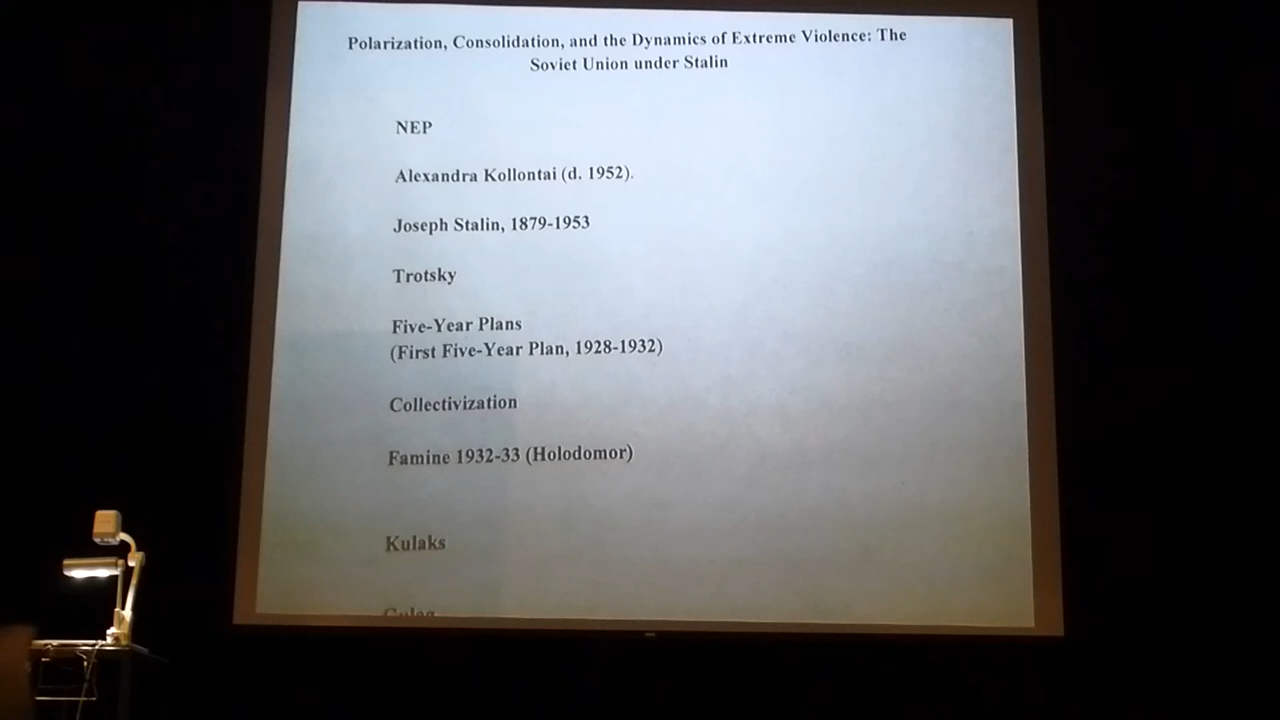 Polarization, Consolidation, and the Dynamics of Extreme Violence: The
Soviet Union under Stalin
NEP
Alexandra Kollontai (d. 1952).
Joseph Stalin, 1879-1953
Trotsky
Five-Year Plans
(First Five-Year Plan, 1928-1932)
Collectivization
Famine 1932-33 (Holodomor)
Kulaks